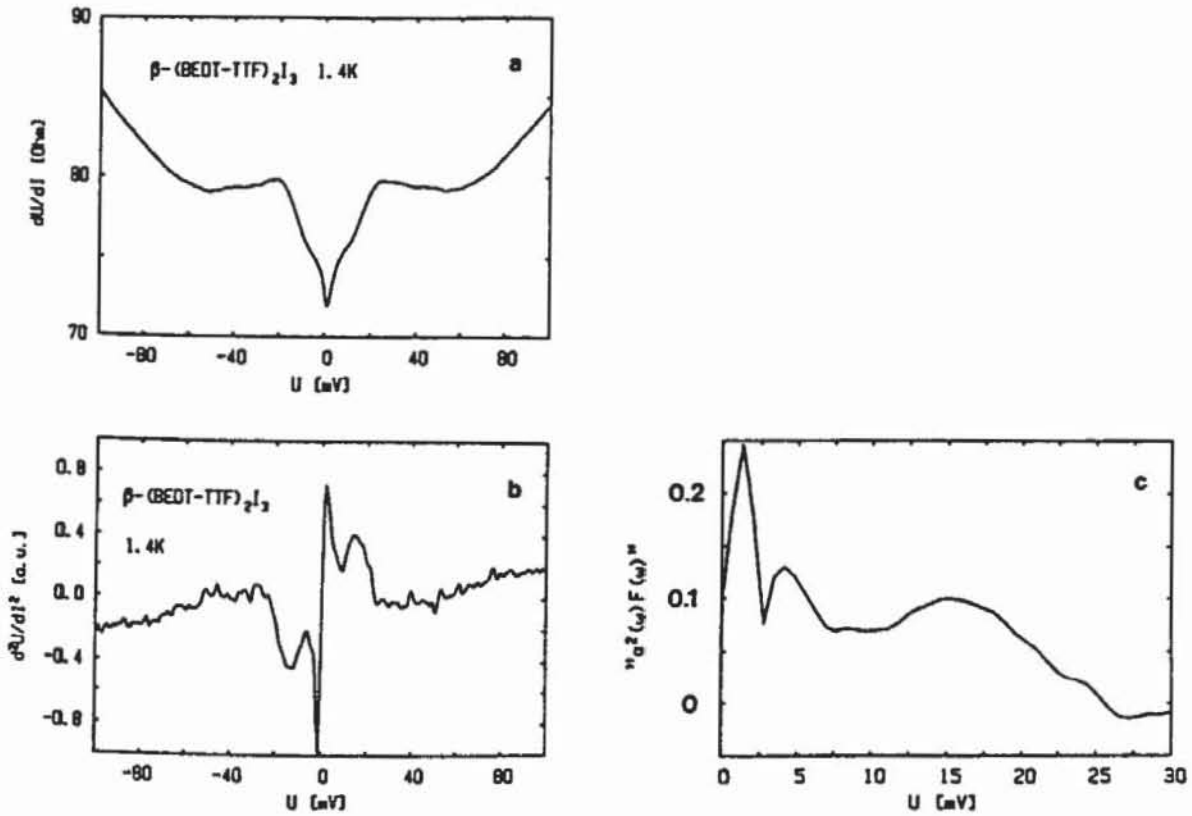 90
β-(BEDT-TTF)₂I₃ 1.4K a
80
70
dU/dI [Ohm]
-80 -40 0 40 80
U [mV]
0.8
β-(BEDT-TTF)₂I₃ b
0.4
1.4K
0.0
-0.4
-0.8
d²U/dI² [a.u.]
-80 -40 0 40 80
U [mV]
c
0.2
0.1
0
"α²(ω)F(ω)"
0 5 10 15 20 25 30
U [mV]